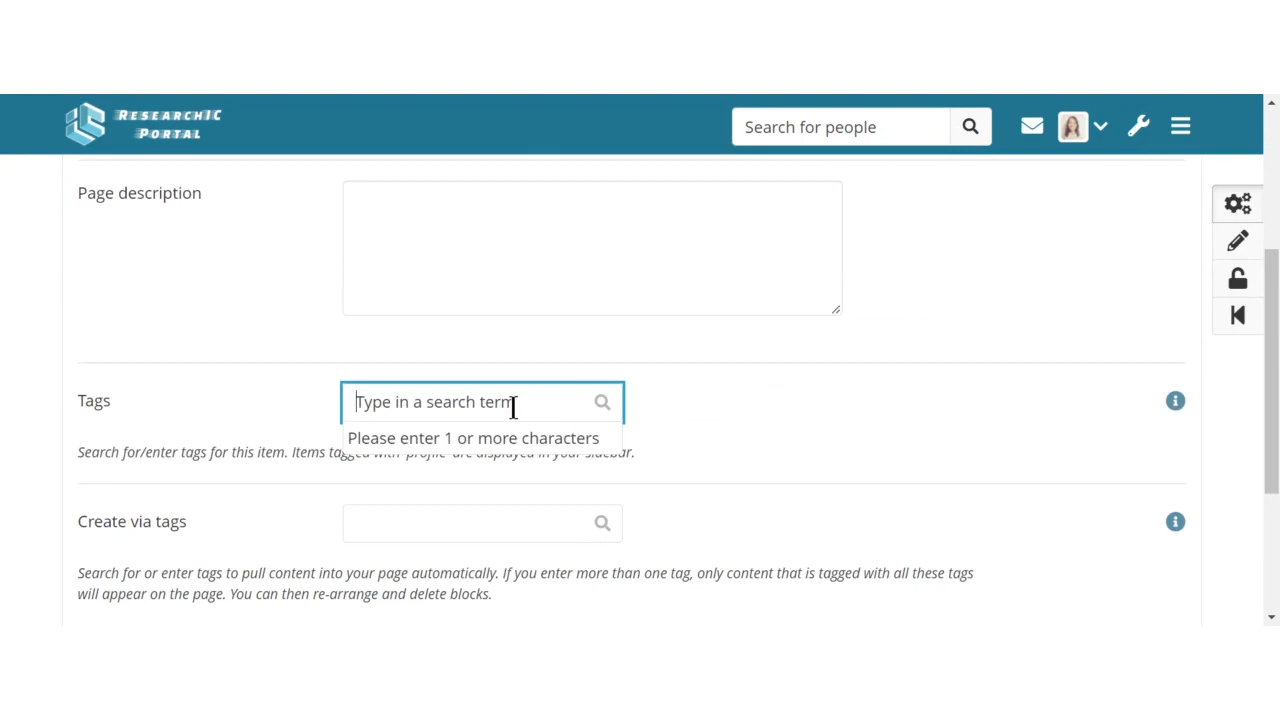 RESEARCHIC
PORTAL
Search for people
Page description
Tags
Type in a search term
Please enter 1 or more characters
Search for/enter tags for this item. Items tagged with 'profile' are displayed in your sidebar.
Create via tags
Search for or enter tags to pull content into your page automatically. If you enter more than one tag, only content that is tagged with all these tags
will appear on the page. You can then re-arrange and delete blocks.